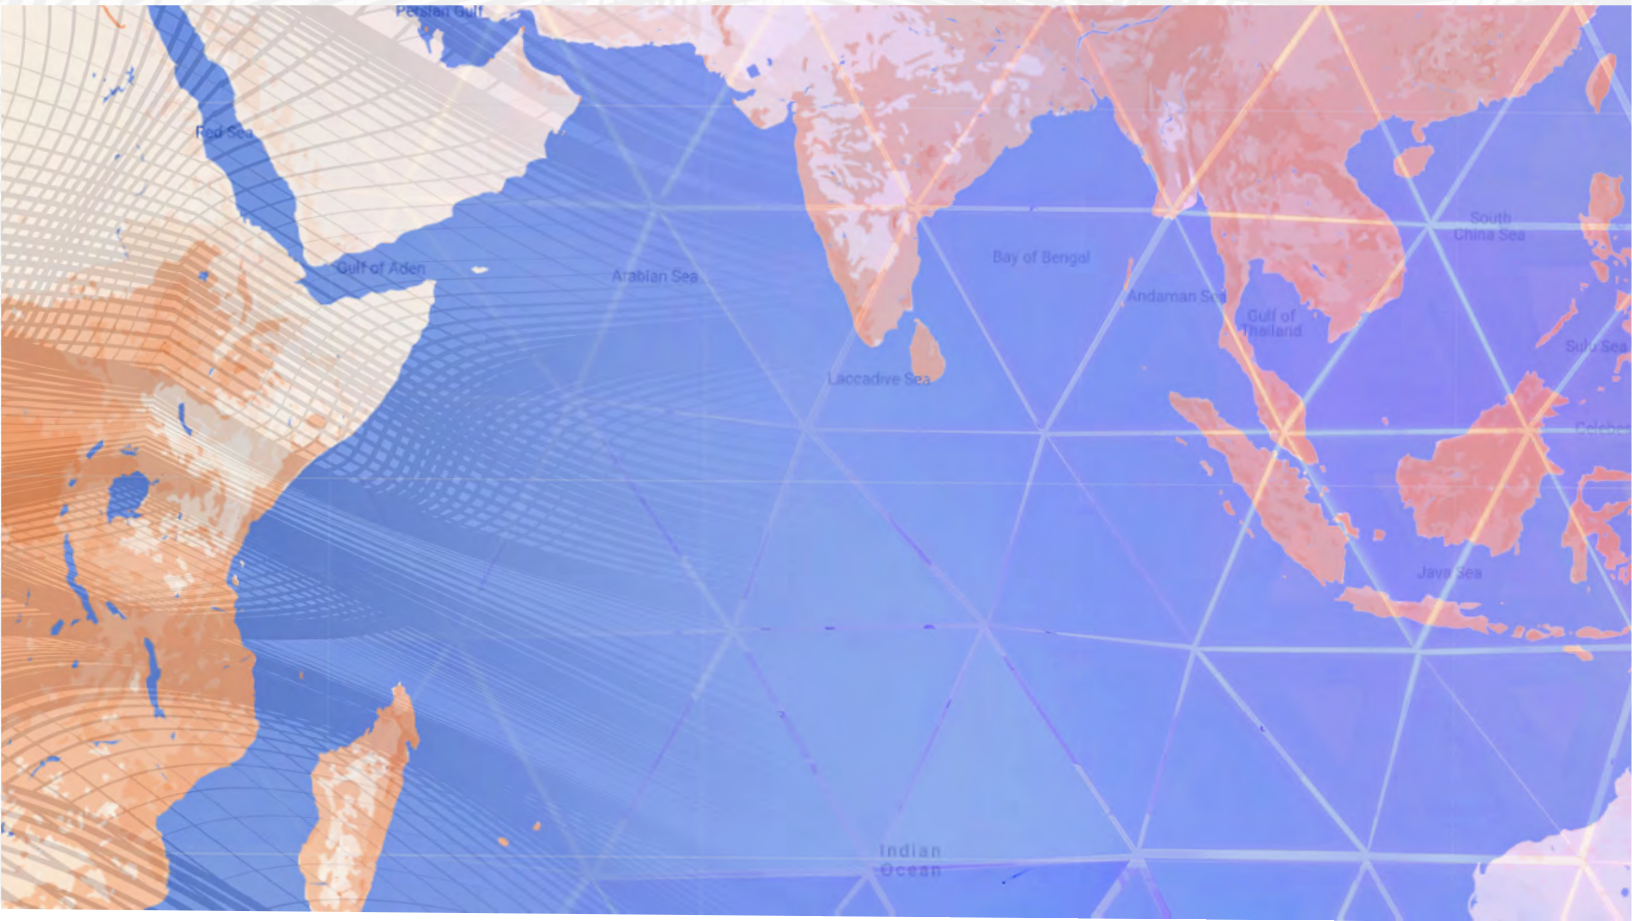 Persian Gulf
Red Sea
Gulf of Aden
Arabian Sea
Bay of Bengal
South
China Sea
Andaman Sea
Gulf of
Thailand
Sulu Sea
Laccadive Sea
Celebes
Java Sea
Indian
Ocean